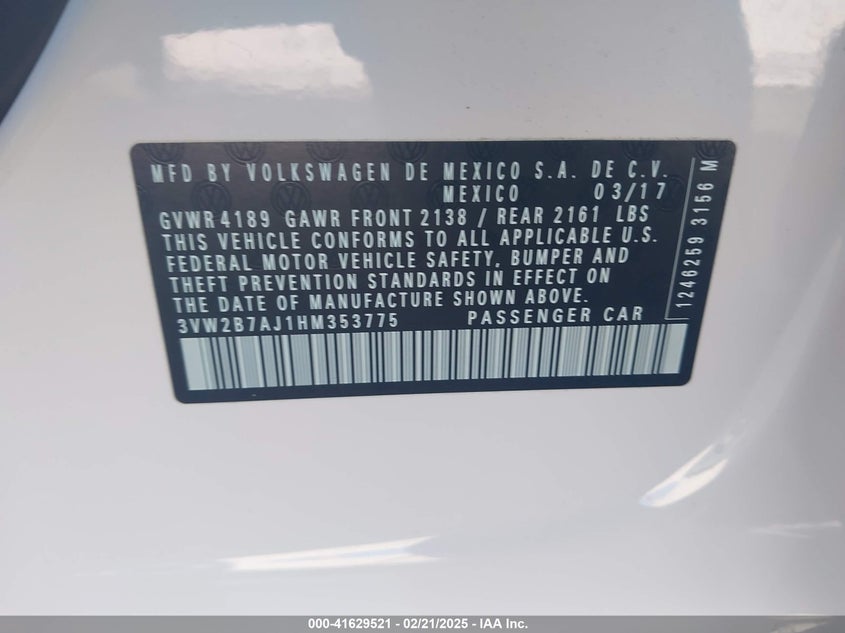 MFD BY VOLKSWAGEN DE MEXICO S.A. DE C.V.
MEXICO 03/17
GVWR 4189 GAWR FRONT 2138 / REAR 2161 LBS
THIS VEHICLE CONFORMS TO ALL APPLICABLE U.S.
FEDERAL MOTOR VEHICLE SAFETY, BUMPER AND
THEFT PREVENTION STANDARDS IN EFFECT ON
THE DATE OF MANUFACTURE SHOWN ABOVE.
3VW2B7AJ1HM353775 PASSENGER CAR
1246259 3156 M
000-41629521 - 02/21/2025 - IAA Inc.